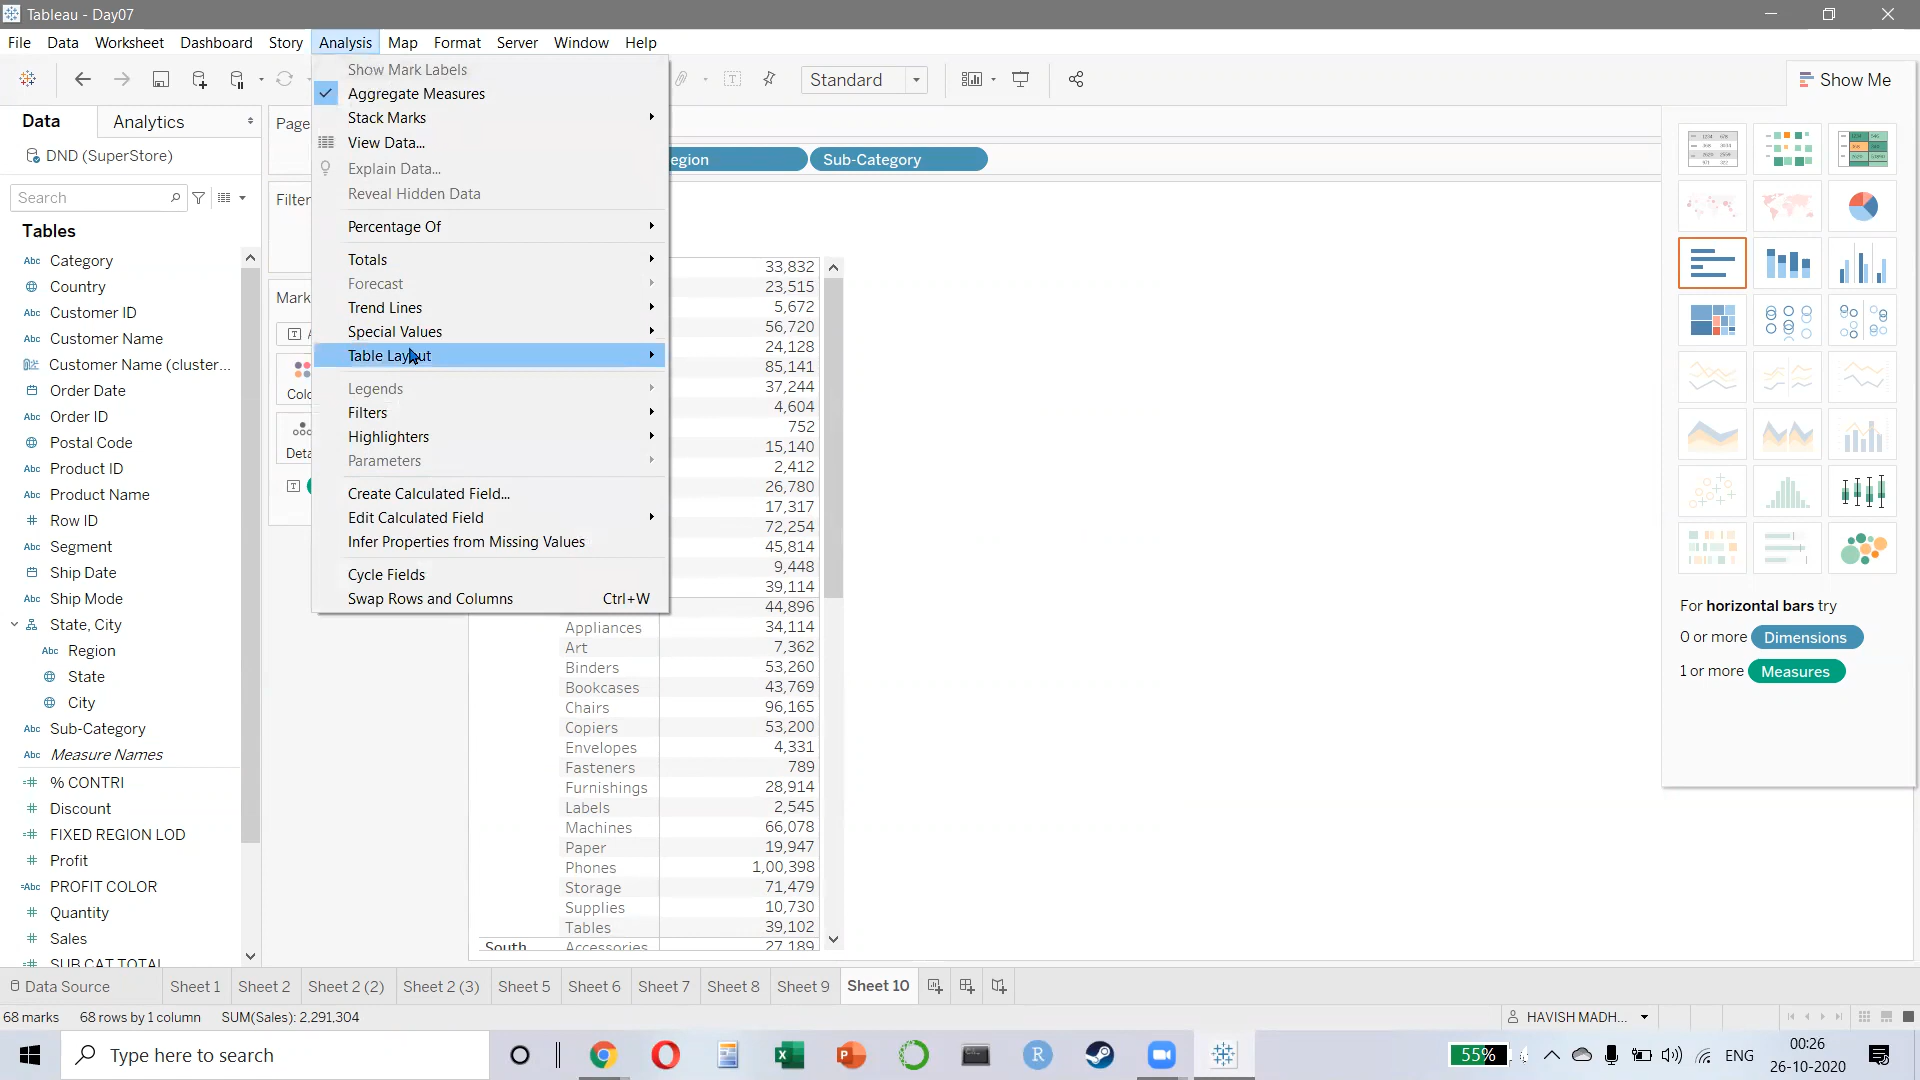 Tableau - Day07
File Data Worksheet Dashboard Story Analysis Map Format Server Window Help
Standard
Show Me
Data
Analytics
DND (SuperStore)
Search
Tables
Category
Country
Customer ID
Customer Name
Customer Name (cluster...
Order Date
Order ID
Postal Code
Product ID
Product Name
Row ID
Segment
Ship Date
Ship Mode
State, City
Region
State
City
Sub-Category
Measure Names
% CONTRI
Discount
FIXED REGION LOD
Profit
PROFIT COLOR
Quantity
Sales
SUB CAT TOTAL
Show Mark Labels
Aggregate Measures
Stack Marks
View Data...
Explain Data...
Reveal Hidden Data
Percentage Of
Totals
Forecast
Trend Lines
Special Values
Table Layout
Legends
Filters
Highlighters
Parameters
Create Calculated Field...
Edit Calculated Field
Infer Properties from Missing Values
Cycle Fields
Swap Rows and Columns Ctrl+W
Page
Filter
Mark
Colo
Deta
egion
Sub-Category
33,832
23,515
5,672
56,720
24,128
85,141
37,244
4,604
752
15,140
2,412
26,780
17,317
72,254
45,814
9,448
39,114
44,896
Appliances 34,114
Art 7,362
Binders 53,260
Bookcases 43,769
Chairs 96,165
Copiers 53,200
Envelopes 4,331
Fasteners 789
Furnishings 28,914
Labels 2,545
Machines 66,078
Paper 19,947
Phones 1,00,398
Storage 71,479
Supplies 10,730
Tables 39,102
South Accessories 27,189
For horizontal bars try
0 or more Dimensions
1 or more Measures
Data Source Sheet 1 Sheet 2 Sheet 2 (2) Sheet 2 (3) Sheet 5 Sheet 6 Sheet 7 Sheet 8 Sheet 9 Sheet 10
68 marks 68 rows by 1 column SUM(Sales): 2,291,304
HAVISH MADH...
Type here to search
55%
ENG
00:26
26-10-2020